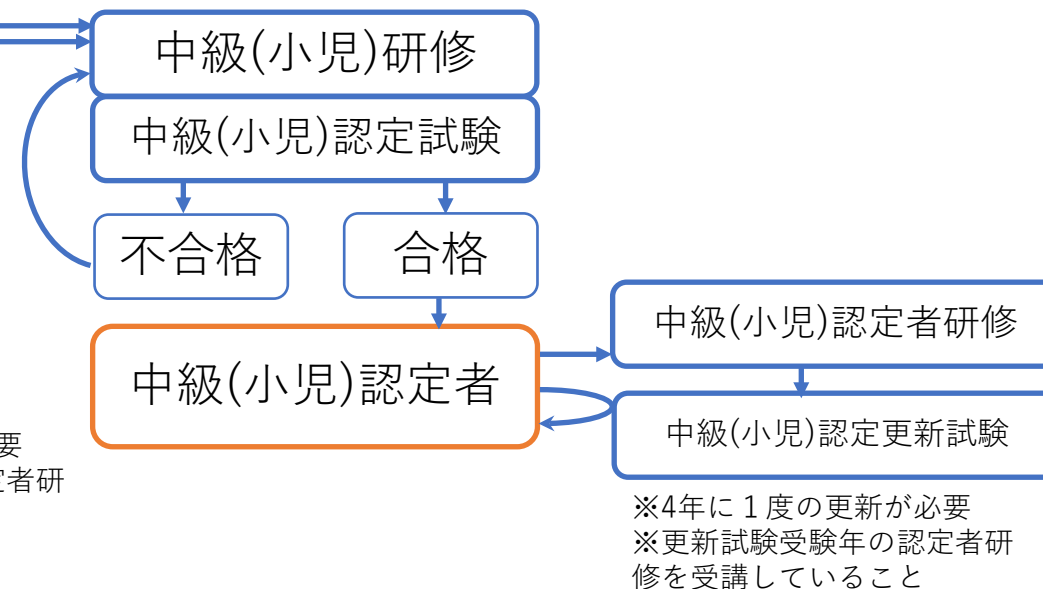 中級(小児)研修
中級(小児)認定試験
不合格
合格
中級(小児)認定者研修
中級(小児)認定者
中級(小児)認定更新試験
要
定者研
※4年に１度の更新が必要
※更新試験受験年の認定者研
修を受講していること